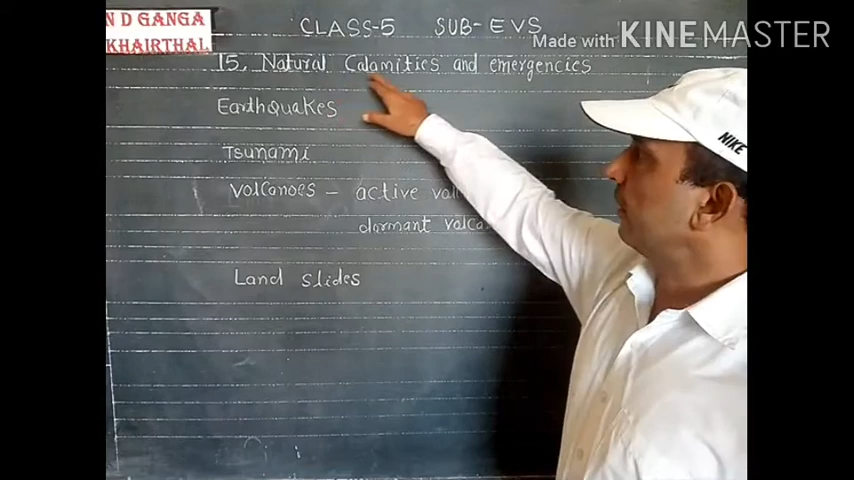 N D GANGA
KHAIRTHAL
CLASS-5 SUB- EVS
Made with KINEMASTER
15. Natural Calamities and emergencies
Earthquakes
Tsunami
volcanoes - active
dormant
Land slides
NIKE